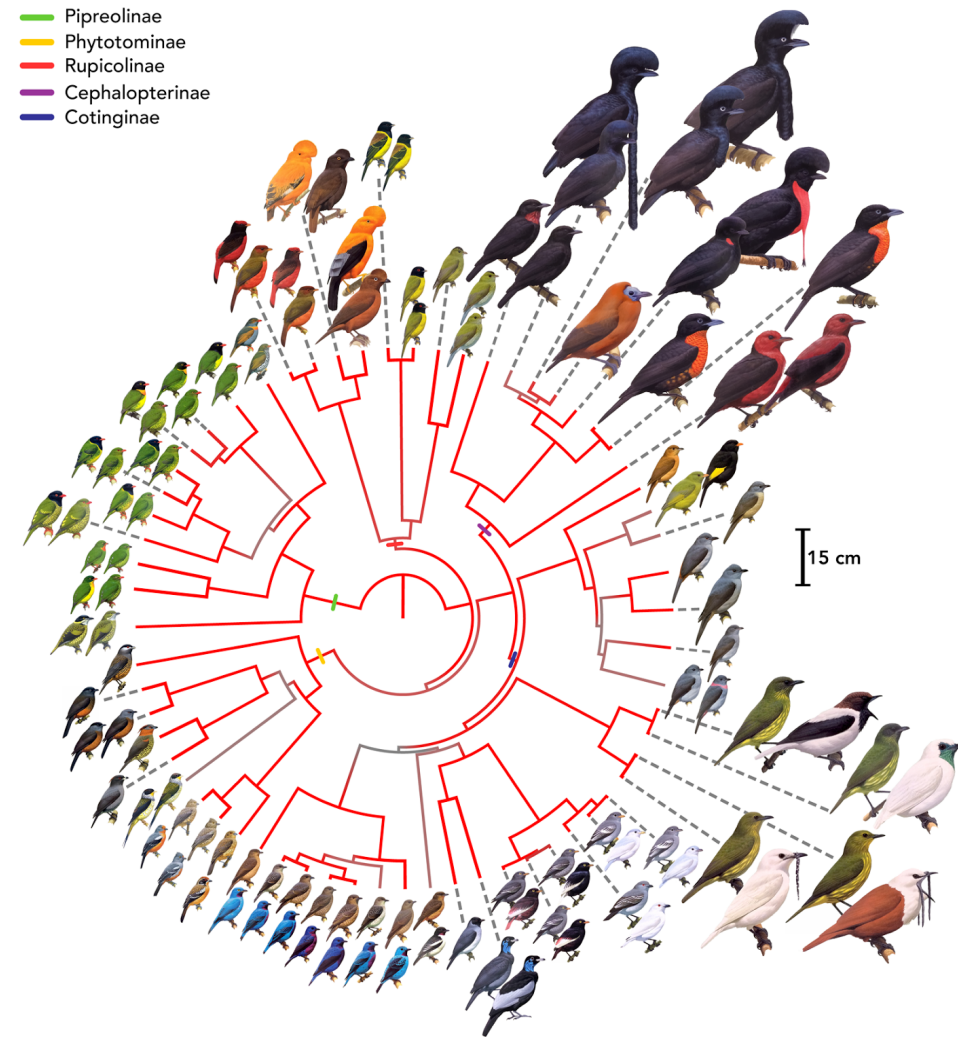 Pipreolinae
Phytotominae
Rupicolinae
Cephalopterinae
Cotinginae
15 cm